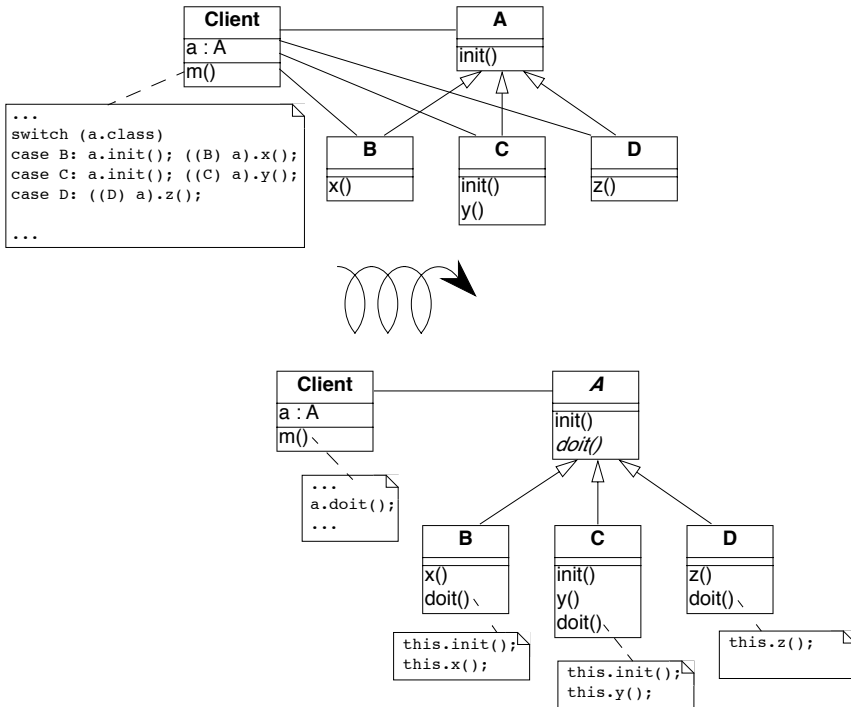 Client
a : A
m()
A
init()
...
switch (a.class)
case B: a.init(); ((B) a).x();
case C: a.init(); ((C) a).y();
case D: ((D) a).z();
...
B
x()
C
init()
y()
D
z()
Client
a : A
m()
A
init()
doit()
...
a.doit();
...
B
x()
doit()
C
init()
y()
doit()
D
z()
doit()
this.init();
this.x();
this.init();
this.y();
this.z();